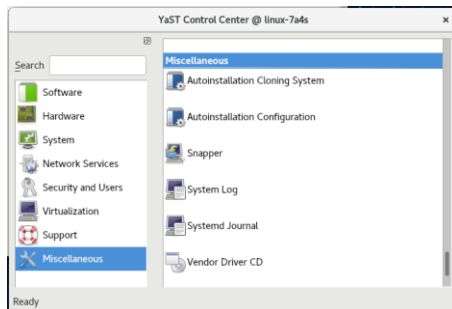 YaST Control Center @ linux-7a4s
Search
Software
Hardware
System
Network Services
Security and Users
Virtualization
Support
Miscellaneous
Miscellaneous
Autoinstallation Cloning System
Autoinstallation Configuration
Snapper
System Log
Systemd Journal
Vendor Driver CD
Ready